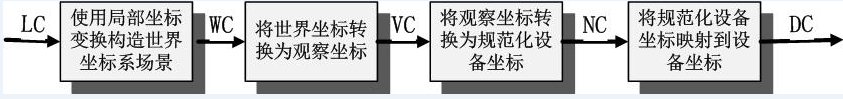 LC
使用局部坐标
变换构造世界
坐标系场景
WC
将世界坐标转
换为观察坐标
VC
将观察坐标转
换为规范化设
备坐标
NC
将规范化设备
坐标映射到设
备坐标
DC